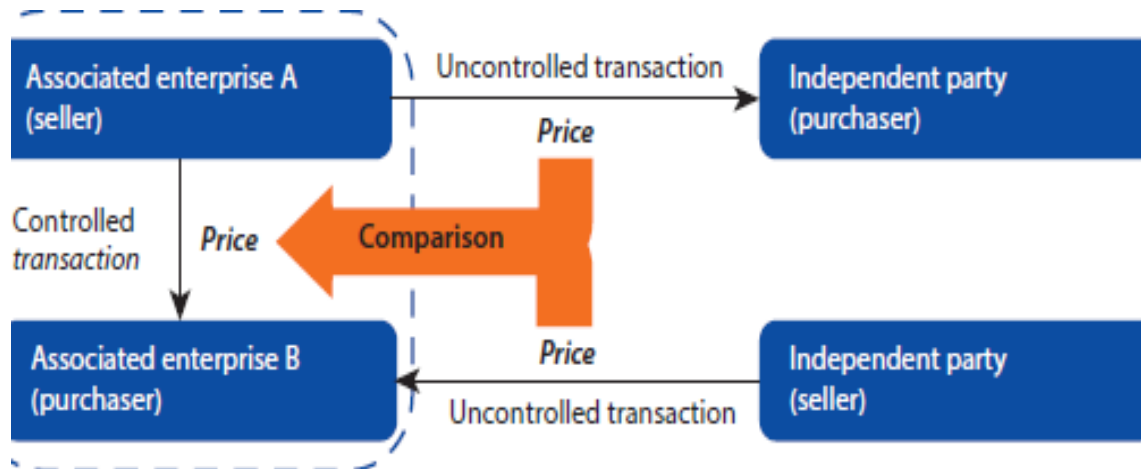 Associated enterprise A
(seller)
Uncontrolled transaction
Independent party
(purchaser)
Price
Controlled
transaction
Price
Comparison
Associated enterprise B
(purchaser)
Price
Uncontrolled transaction
Independent party
(seller)